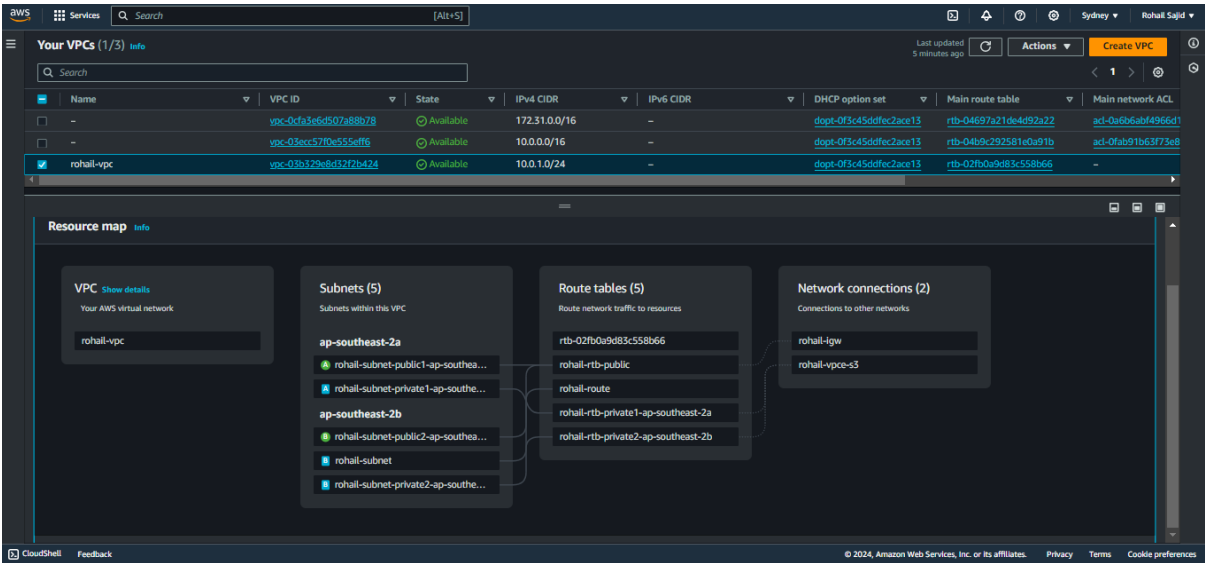 aws Services Search [Alt+S] Sydney Rohail Sajid
Your VPCs (1/3) Info Last updated 5 minutes ago Actions Create VPC
Search 1
Name VPC ID State IPv4 CIDR IPv6 CIDR DHCP option set Main route table Main network ACL
– vpc-0cfa3e6d507a88b78 Available 172.31.0.0/16 – dopt-0f3c45ddfec2ace13 rtb-04697a21de4d92a22 acl-0a6b6abf4966d1
– vpc-03ecc57f0e555eff6 Available 10.0.0.0/16 – dopt-0f3c45ddfec2ace13 rtb-04b9c292581e0a91b acl-0fab91b63f73e8
rohail-vpc vpc-03b329e8d32f2b424 Available 10.0.1.0/24 – dopt-0f3c45ddfec2ace13 rtb-02fb0a9d83c558b66 –
Resource map Info
VPC Show details
Your AWS virtual network
rohail-vpc
Subnets (5)
Subnets within this VPC
ap-southeast-2a
A rohail-subnet-public1-ap-southea...
A rohail-subnet-private1-ap-southe...
ap-southeast-2b
B rohail-subnet-public2-ap-southea...
B rohail-subnet
B rohail-subnet-private2-ap-southe...
Route tables (5)
Route network traffic to resources
rtb-02fb0a9d83c558b66
rohail-rtb-public
rohail-route
rohail-rtb-private1-ap-southeast-2a
rohail-rtb-private2-ap-southeast-2b
Network connections (2)
Connections to other networks
rohail-igw
rohail-vpce-s3
CloudShell Feedback © 2024, Amazon Web Services, Inc. or its affiliates. Privacy Terms Cookie preferences